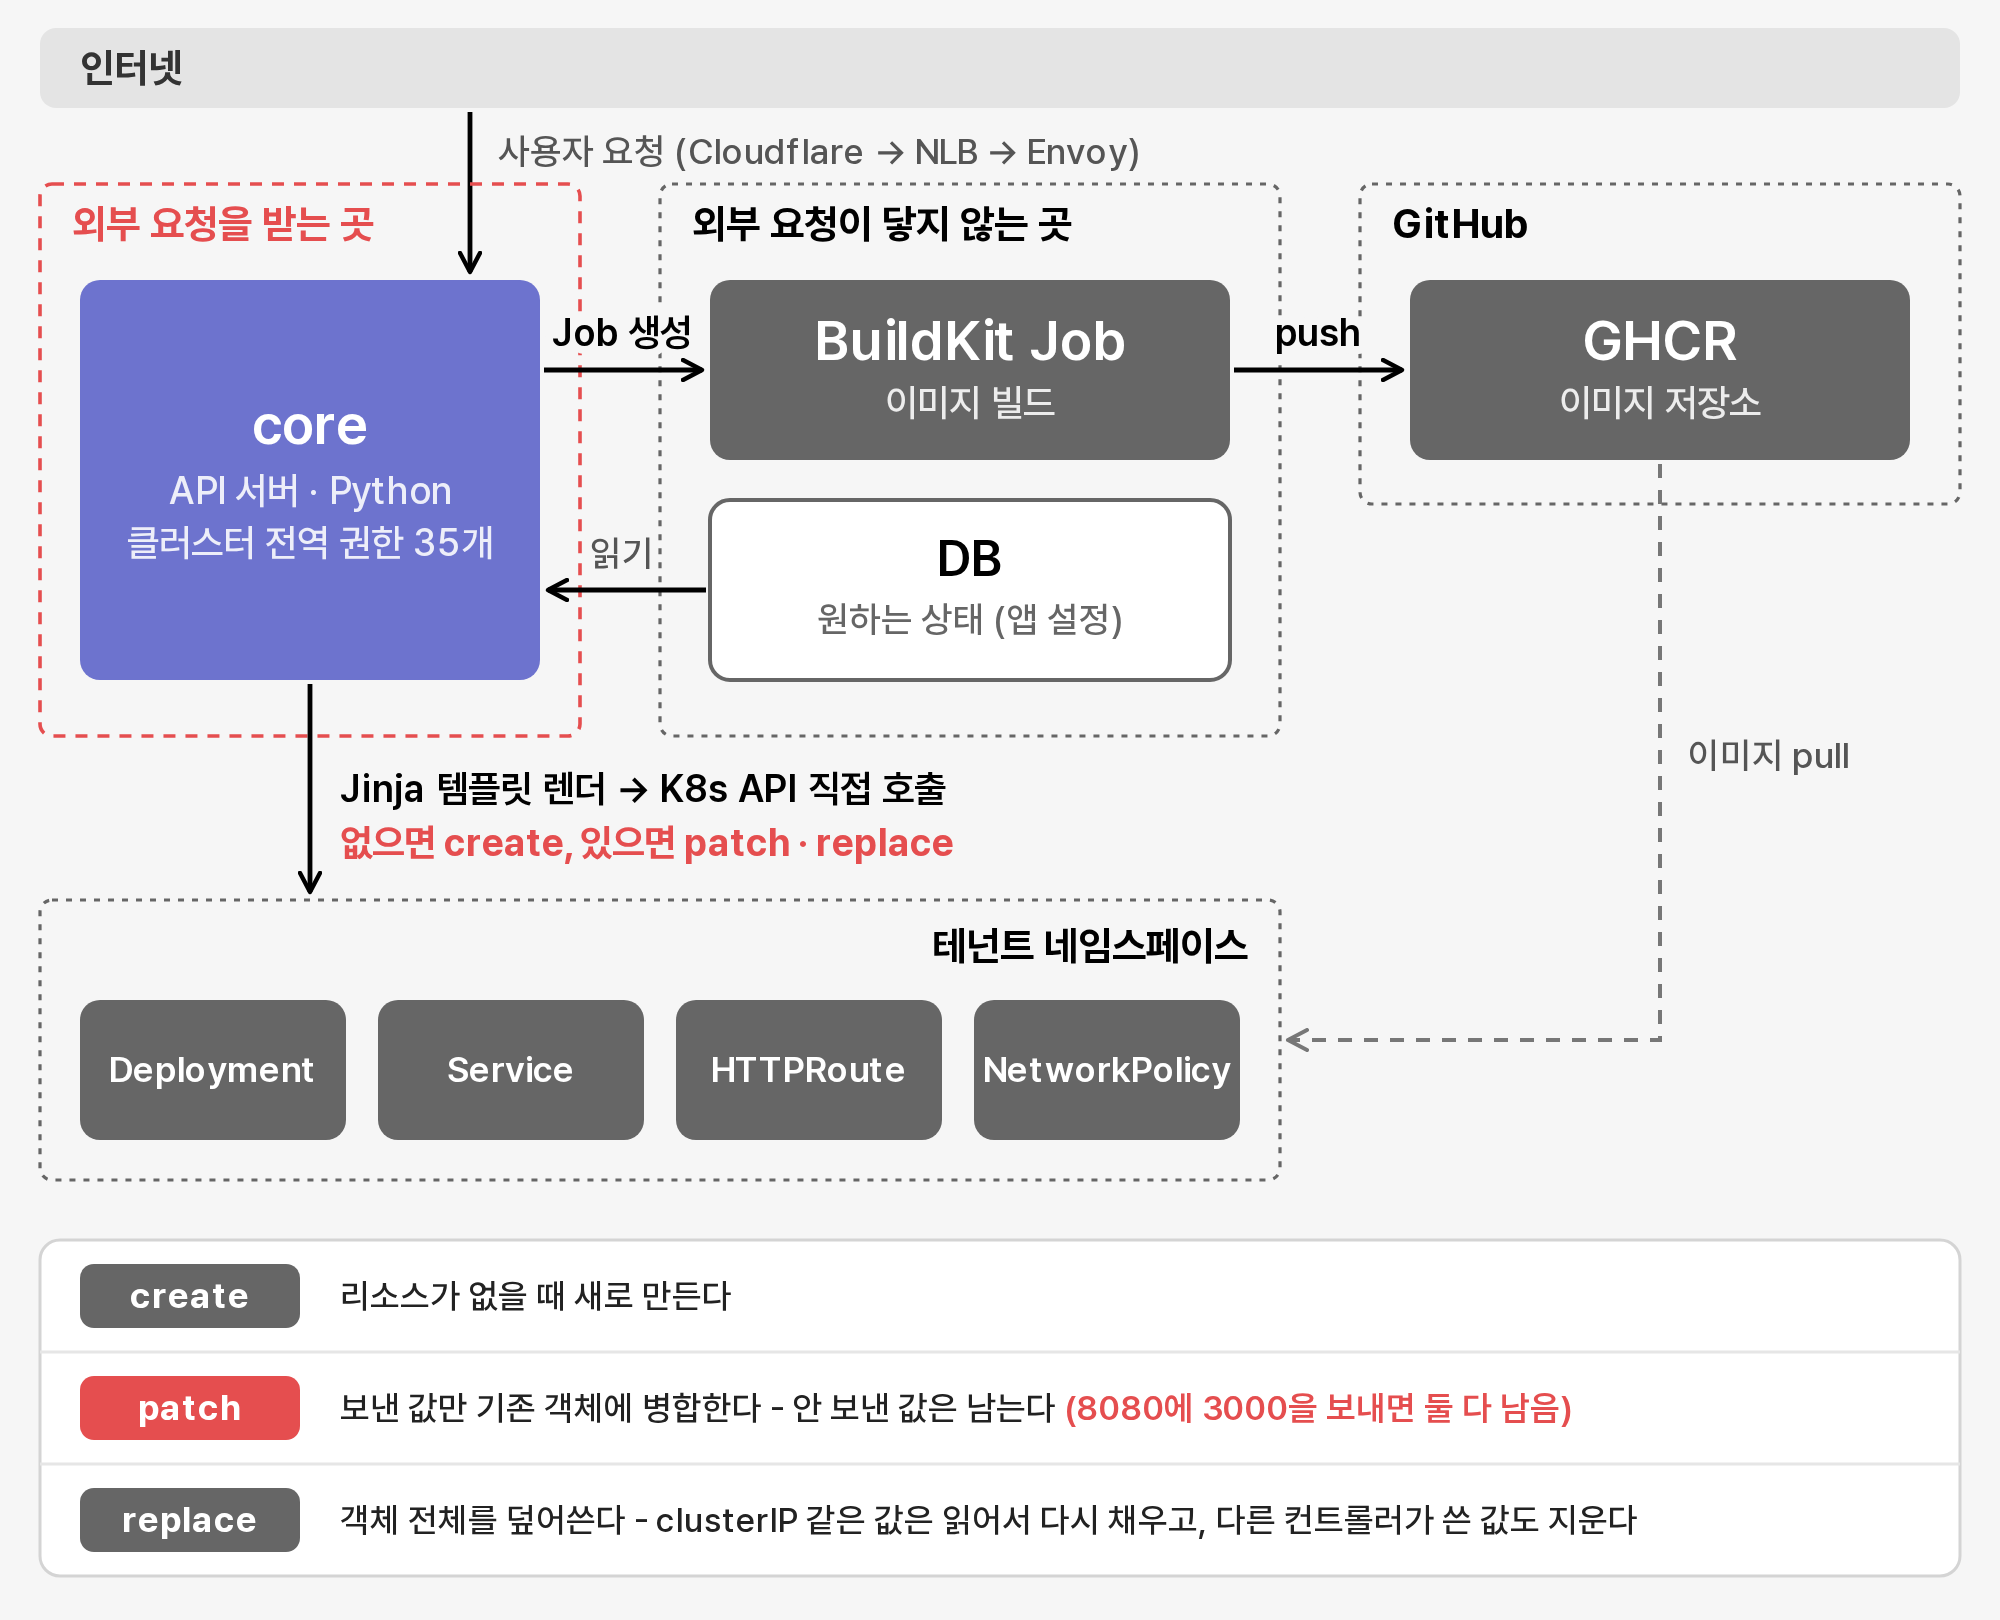 인터넷
사용자 요청 (Cloudflare → NLB → Envoy)
외부 요청을 받는 곳
외부 요청이 닿지 않는 곳
GitHub
core
API 서버 · Python
클러스터 전역 권한 35개
Job 생성
BuildKit Job
이미지 빌드
push
GHCR
이미지 저장소
읽기
DB
원하는 상태 (앱 설정)
이미지 pull
Jinja 템플릿 렌더 → K8s API 직접 호출
없으면 create, 있으면 patch · replace
테넌트 네임스페이스
Deployment
Service
HTTPRoute
NetworkPolicy
create
리소스가 없을 때 새로 만든다
patch
보낸 값만 기존 객체에 병합한다 - 안 보낸 값은 남는다 (8080에 3000을 보내면 둘 다 남음)
replace
객체 전체를 덮어쓴다 - clusterIP 같은 값은 읽어서 다시 채우고, 다른 컨트롤러가 쓴 값도 지운다